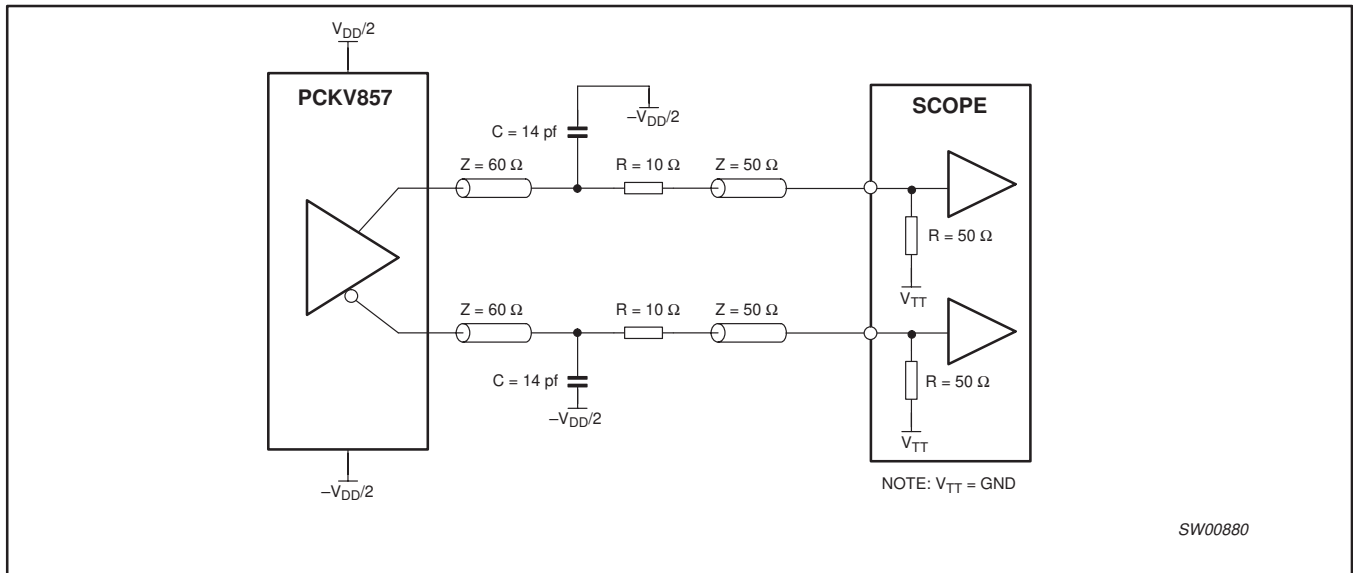 V_DD/2
PCKV857
SCOPE
–V_DD/2
C = 14 pf
Z = 60 Ω
R = 10 Ω
Z = 50 Ω
R = 50 Ω
V_TT
Z = 60 Ω
R = 10 Ω
Z = 50 Ω
C = 14 pf
R = 50 Ω
–V_DD/2
V_TT
–V_DD/2
NOTE: V_TT = GND
SW00880